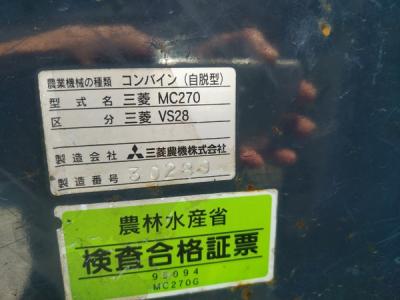 農業機械の種類 コンバイン（自脱型）
型式名 三菱 MC270
区分 三菱 VS28
製造会社 三菱農機株式会社
製造番号
農林水産省
検査合格証票
95094
MC270G